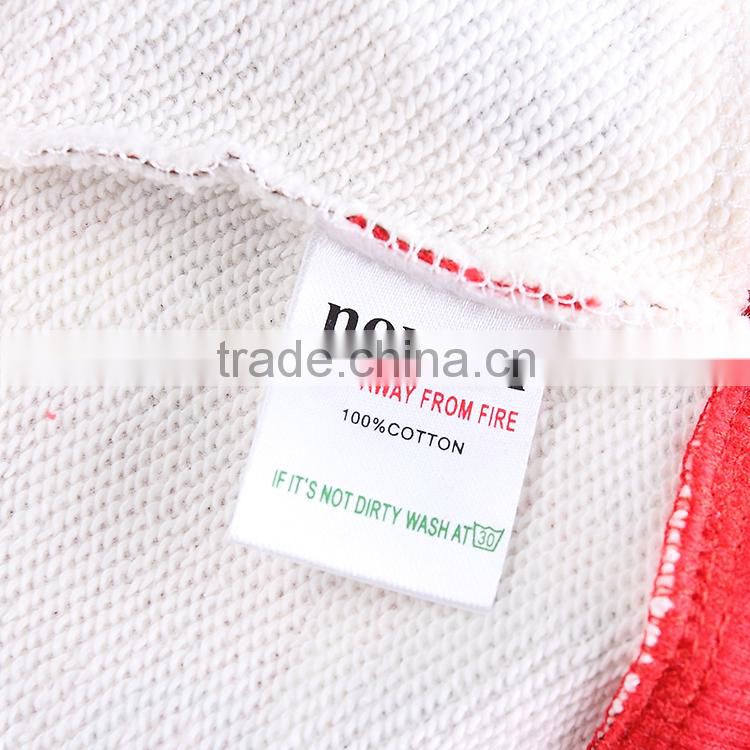 trade.china.cn
AWAY FROM FIRE
100%COTTON
IF IT'S NOT DIRTY WASH AT 30